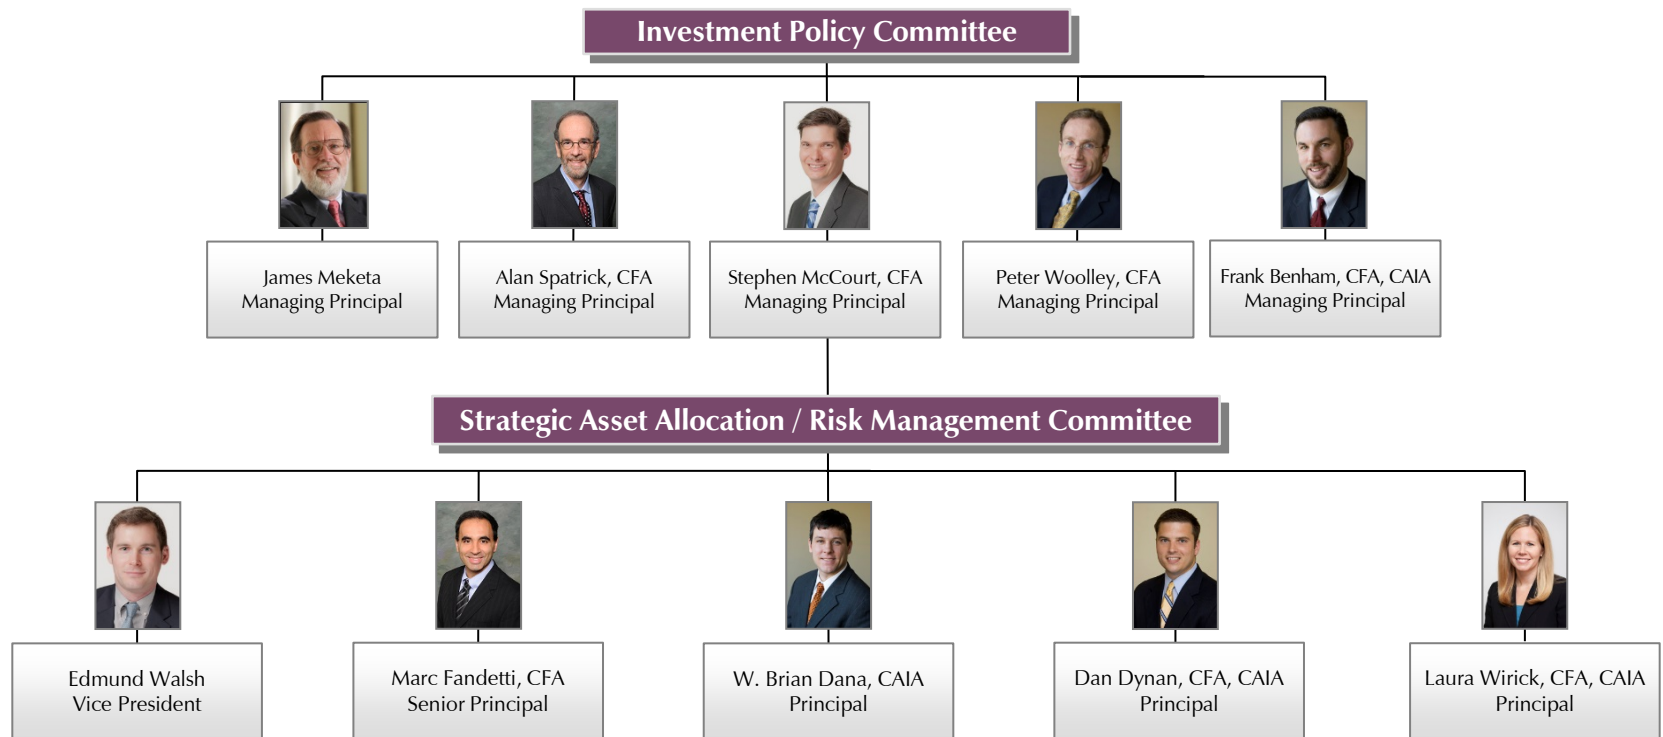 Investment Policy Committee
James Meketa
Managing Principal
Alan Spatrick, CFA
Managing Principal
Stephen McCourt, CFA
Managing Principal
Peter Woolley, CFA
Managing Principal
Frank Benham, CFA, CAIA
Managing Principal
Strategic Asset Allocation / Risk Management Committee
Edmund Walsh
Vice President
Marc Fandetti, CFA
Senior Principal
W. Brian Dana, CAIA
Principal
Dan Dynan, CFA, CAIA
Principal
Laura Wirick, CFA, CAIA
Principal